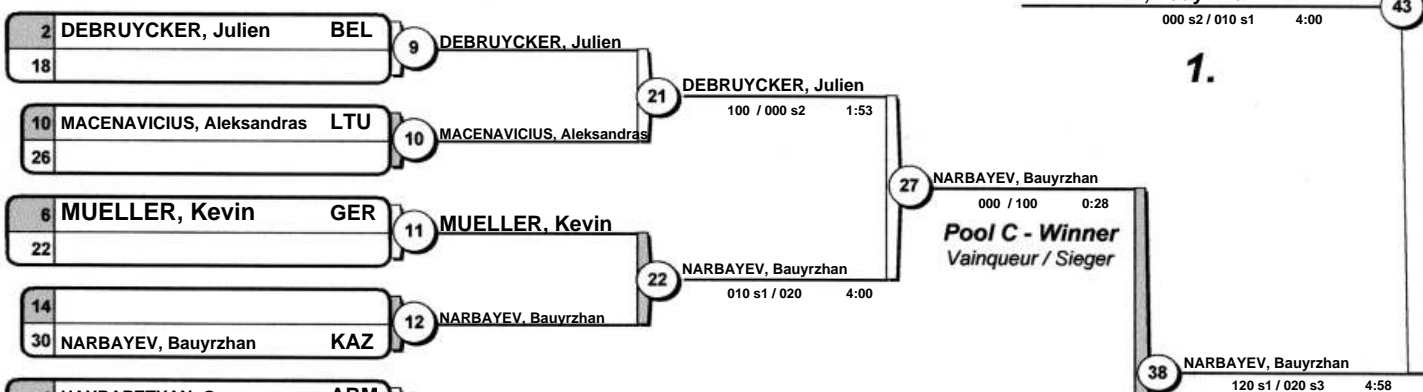 000 s2 / 010 s1 4:00
43
1.
2 DEBRUYCKER, Julien BEL
18
9
DEBRUYCKER, Julien
21
DEBRUYCKER, Julien
100 / 000 s2 1:53
10 MACENAVICIUS, Aleksandras LTU
26
10
MACENAVICIUS, Aleksandras
27
NARBAYEV, Bauyrzhan
000 / 100 0:28
Pool C - Winner
Vainqueur / Sieger
6 MUELLER, Kevin GER
22
11
MUELLER, Kevin
22
NARBAYEV, Bauyrzhan
010 s1 / 020 4:00
14
30 NARBAYEV, Bauyrzhan KAZ
12
NARBAYEV, Bauyrzhan
38
NARBAYEV, Bauyrzhan
120 s1 / 020 s3 4:58
ARM